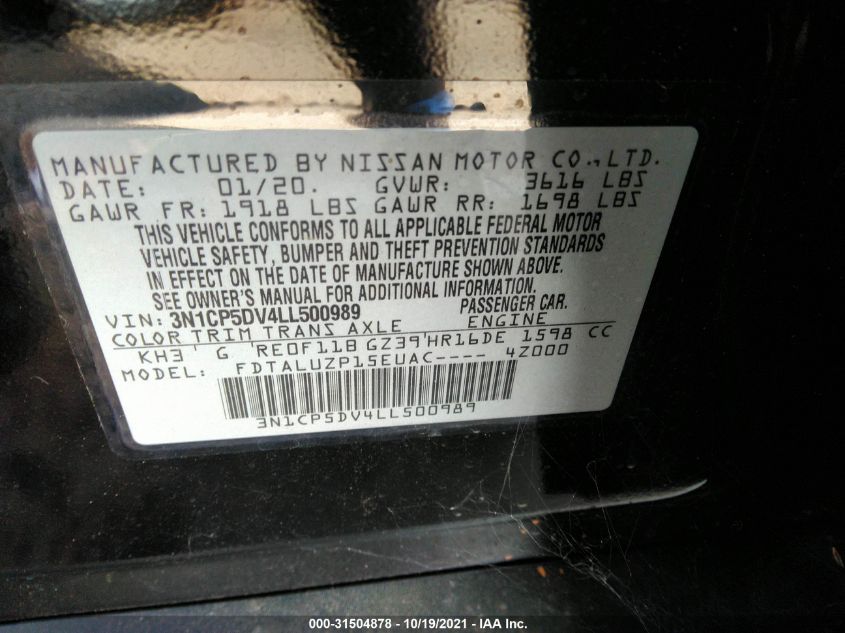 MANUFACTURED BY NISSAN MOTOR CO., LTD.
DATE: 01/20. GVWR: 3616 LBS
GAWR FR: 1918 LBS GAWR RR: 1698 LBS
THIS VEHICLE CONFORMS TO ALL APPLICABLE FEDERAL MOTOR
VEHICLE SAFETY, BUMPER AND THEFT PREVENTION STANDARDS
IN EFFECT ON THE DATE OF MANUFACTURE SHOWN ABOVE.
SEE OWNER'S MANUAL FOR ADDITIONAL INFORMATION.
VIN: 3N1CP5DV4LL500989 PASSENGER CAR.
COLOR TRIM TRANS AXLE ENGINE
KH3 G RE0F11B GZ39 HR16DE 1598 CC
MODEL: FDTALUZP15EUAC---- 4Z000
3N1CP5DV4LL500989
000-31504878 - 10/19/2021 - IAA Inc.